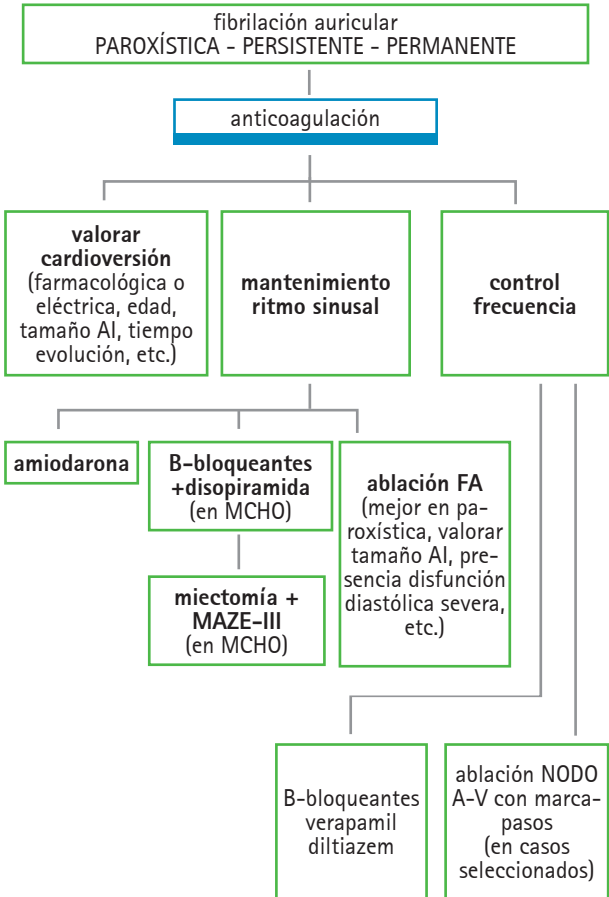 fibrilación auricular
PAROXÍSTICA - PERSISTENTE - PERMANENTE
anticoagulación
valorar
cardioversión
(farmacológica o
eléctrica, edad,
tamaño AI, tiempo
evolución, etc.)
mantenimiento
ritmo sinusal
control
frecuencia
amiodarona
B-bloqueantes
+disopiramida
(en MCHO)
ablación FA
(mejor en pa-
roxística, valorar
tamaño AI, pre-
sencia disfunción
diastólica severa,
etc.)
miectomía +
MAZE-III
(en MCHO)
B-bloqueantes
verapamil
diltiazem
ablación NODO
A-V con marca-
pasos
(en casos
seleccionados)